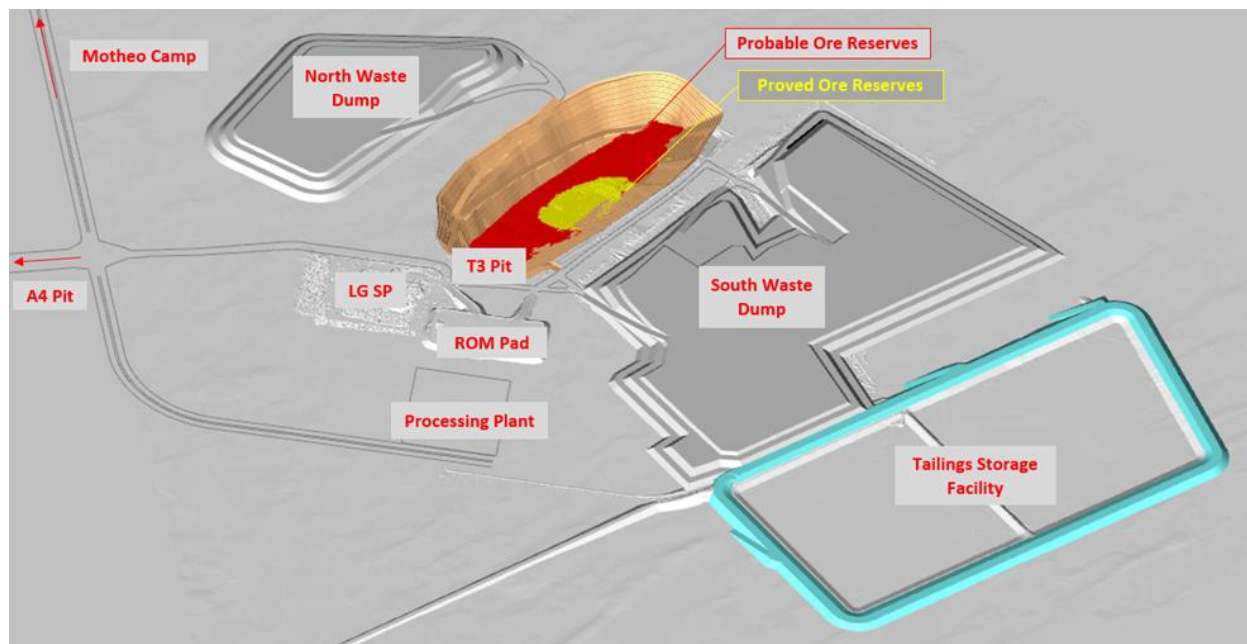 Motheo Camp
North Waste
Dump
Probable Ore Reserves
Proved Ore Reserves
T3 Pit
A4 Pit
LG SP
South Waste
Dump
ROM Pad
Processing Plant
Tailings Storage
Facility